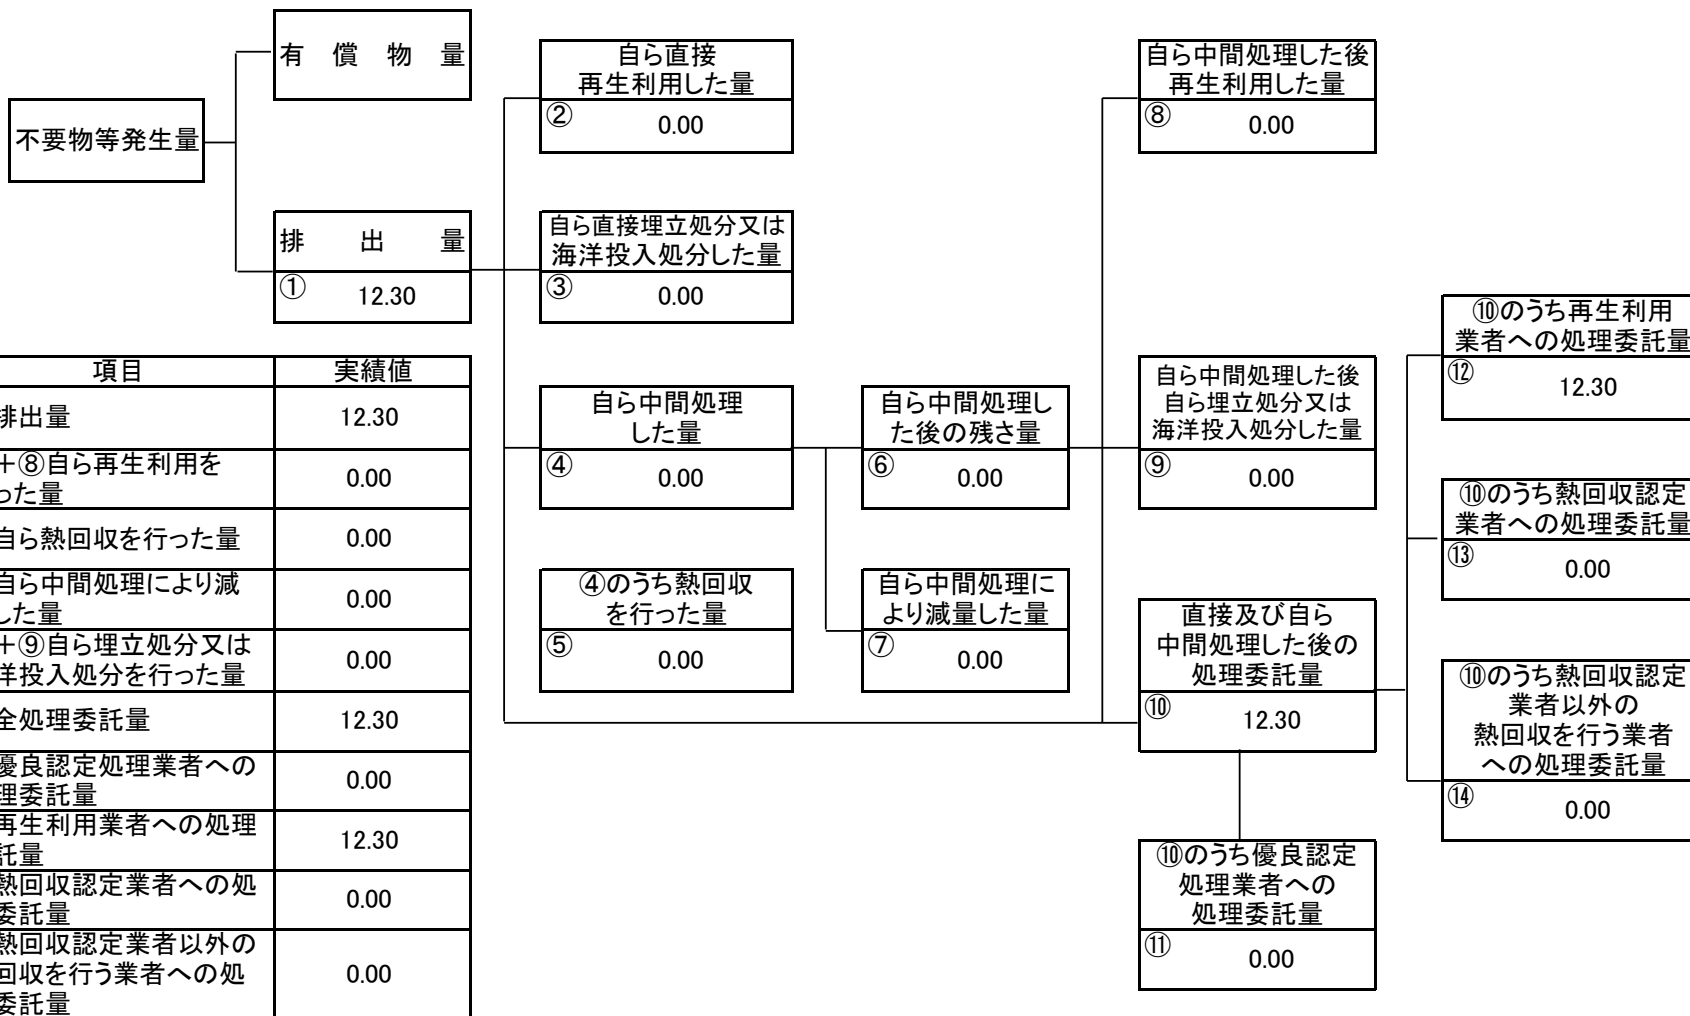 有償物量
不要物等発生量
排出量
①
12.30
自ら直接
再生利用した量
②
0.00
自ら直接埋立処分又は
海洋投入処分した量
③
0.00
自ら中間処理
した量
④
0.00
④のうち熱回収
を行った量
⑤
0.00
自ら中間処理し
た後の残さ量
⑥
0.00
自ら中間処理に
より減量した量
⑦
0.00
自ら中間処理した後
再生利用した量
⑧
0.00
自ら中間処理した後
自ら埋立処分又は
海洋投入処分した量
⑨
0.00
直接及び自ら
中間処理した後の
処理委託量
⑩
12.30
⑩のうち優良認定
処理業者への
処理委託量
⑪
0.00
⑩のうち再生利用
業者への処理委託量
⑫
12.30
⑩のうち熱回収認定
業者への処理委託量
⑬
0.00
⑩のうち熱回収認定
業者以外の
熱回収を行う業者
への処理委託量
⑭
0.00
項目 実績値
排出量 12.30
+⑧自ら再生利用を
った量 0.00
自ら熱回収を行った量 0.00
自ら中間処理により減
した量 0.00
+⑨自ら埋立処分又は
洋投入処分を行った量 0.00
全処理委託量 12.30
優良認定処理業者への
理委託量 0.00
再生利用業者への処理
託量 12.30
熱回収認定業者への処
委託量 0.00
熱回収認定業者以外の
回収を行う業者への処
委託量 0.00